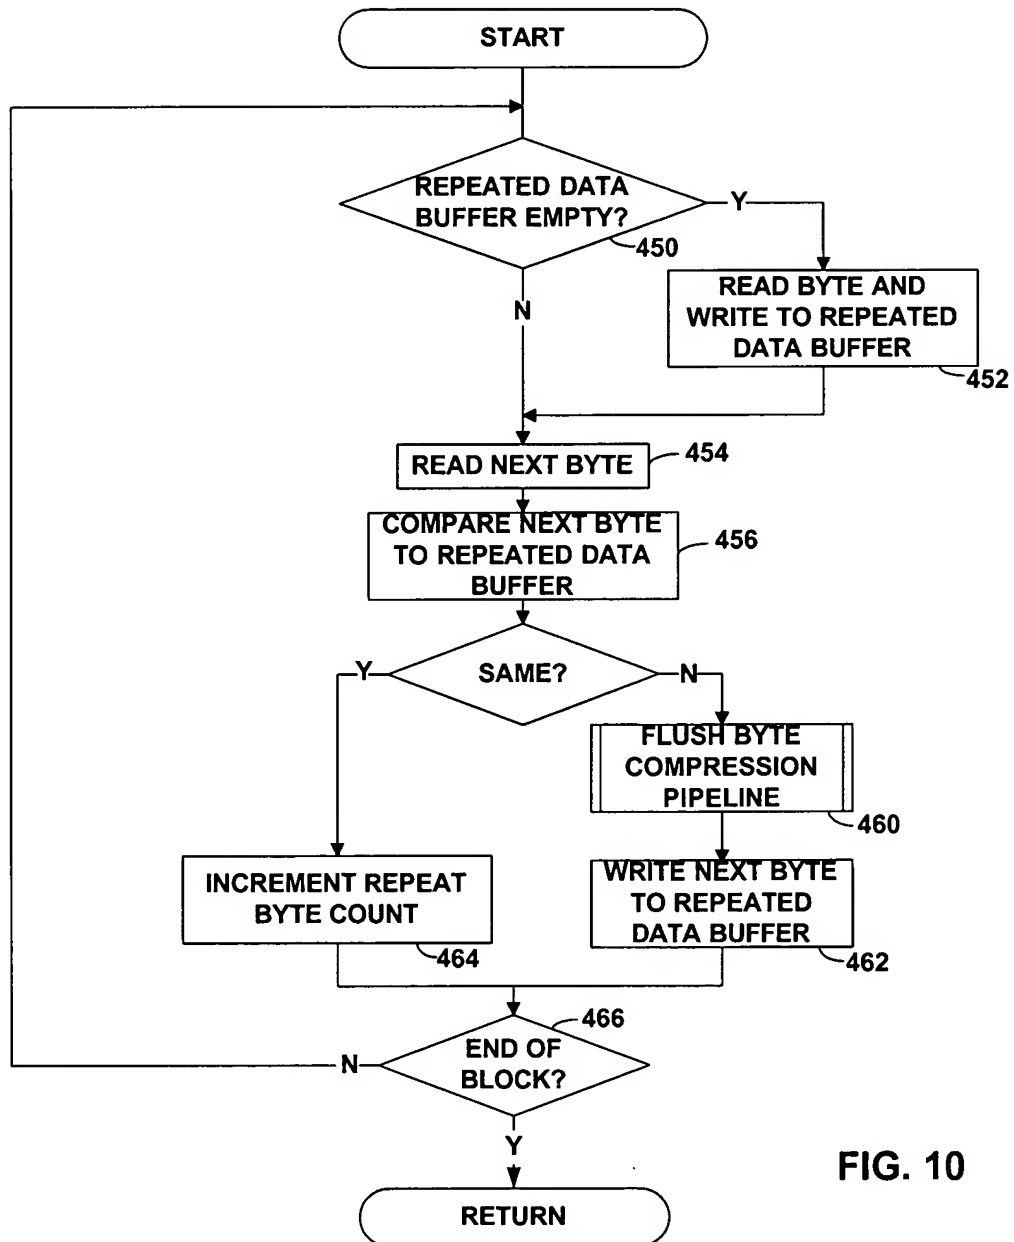 START
REPEATED DATA
BUFFER EMPTY?
Y
450
N
READ BYTE AND
WRITE TO REPEATED
DATA BUFFER
452
READ NEXT BYTE
454
COMPARE NEXT BYTE
TO REPEATED DATA
BUFFER
456
Y
SAME?
N
FLUSH BYTE
COMPRESSION
PIPELINE
460
INCREMENT REPEAT
BYTE COUNT
464
WRITE NEXT BYTE
TO REPEATED
DATA BUFFER
462
466
N
END OF
BLOCK?
Y
FIG. 10
RETURN